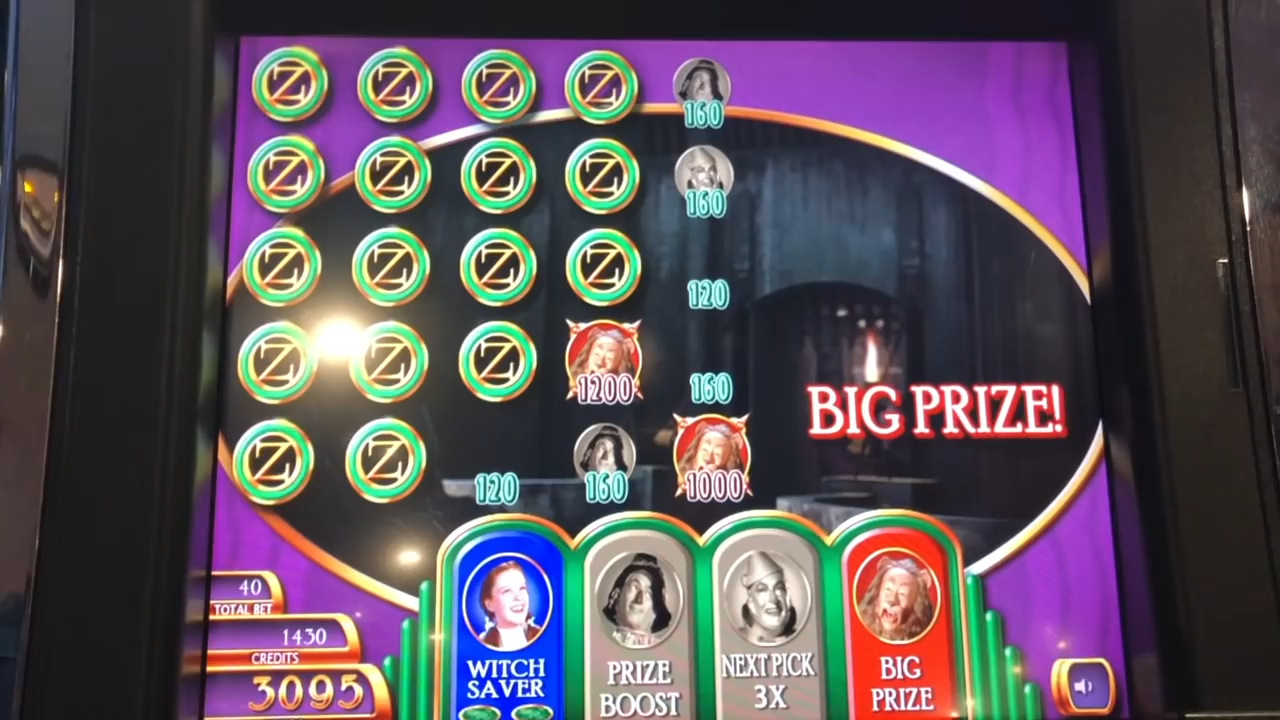 Z Z Z Z 160
Z Z Z Z 160
Z Z Z Z 120
Z Z Z 1200 160
BIG PRIZE!
Z Z 120 160 1000
40
TOTAL BET
1430
CREDITS
3095
WITCH
SAVER
PRIZE
BOOST
NEXT PICK
3X
BIG
PRIZE